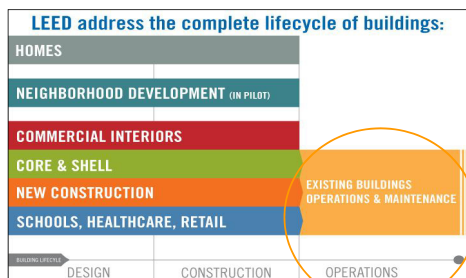 LEED address the complete lifecycle of buildings:
HOMES
NEIGHBORHOOD DEVELOPMENT (IN PILOT)
COMMERCIAL INTERIORS
CORE & SHELL
NEW CONSTRUCTION
SCHOOLS, HEALTHCARE, RETAIL
EXISTING BUILDINGS
OPERATIONS & MAINTENANCE
BUILDING LIFECYCLE
DESIGN
CONSTRUCTION
OPERATIONS